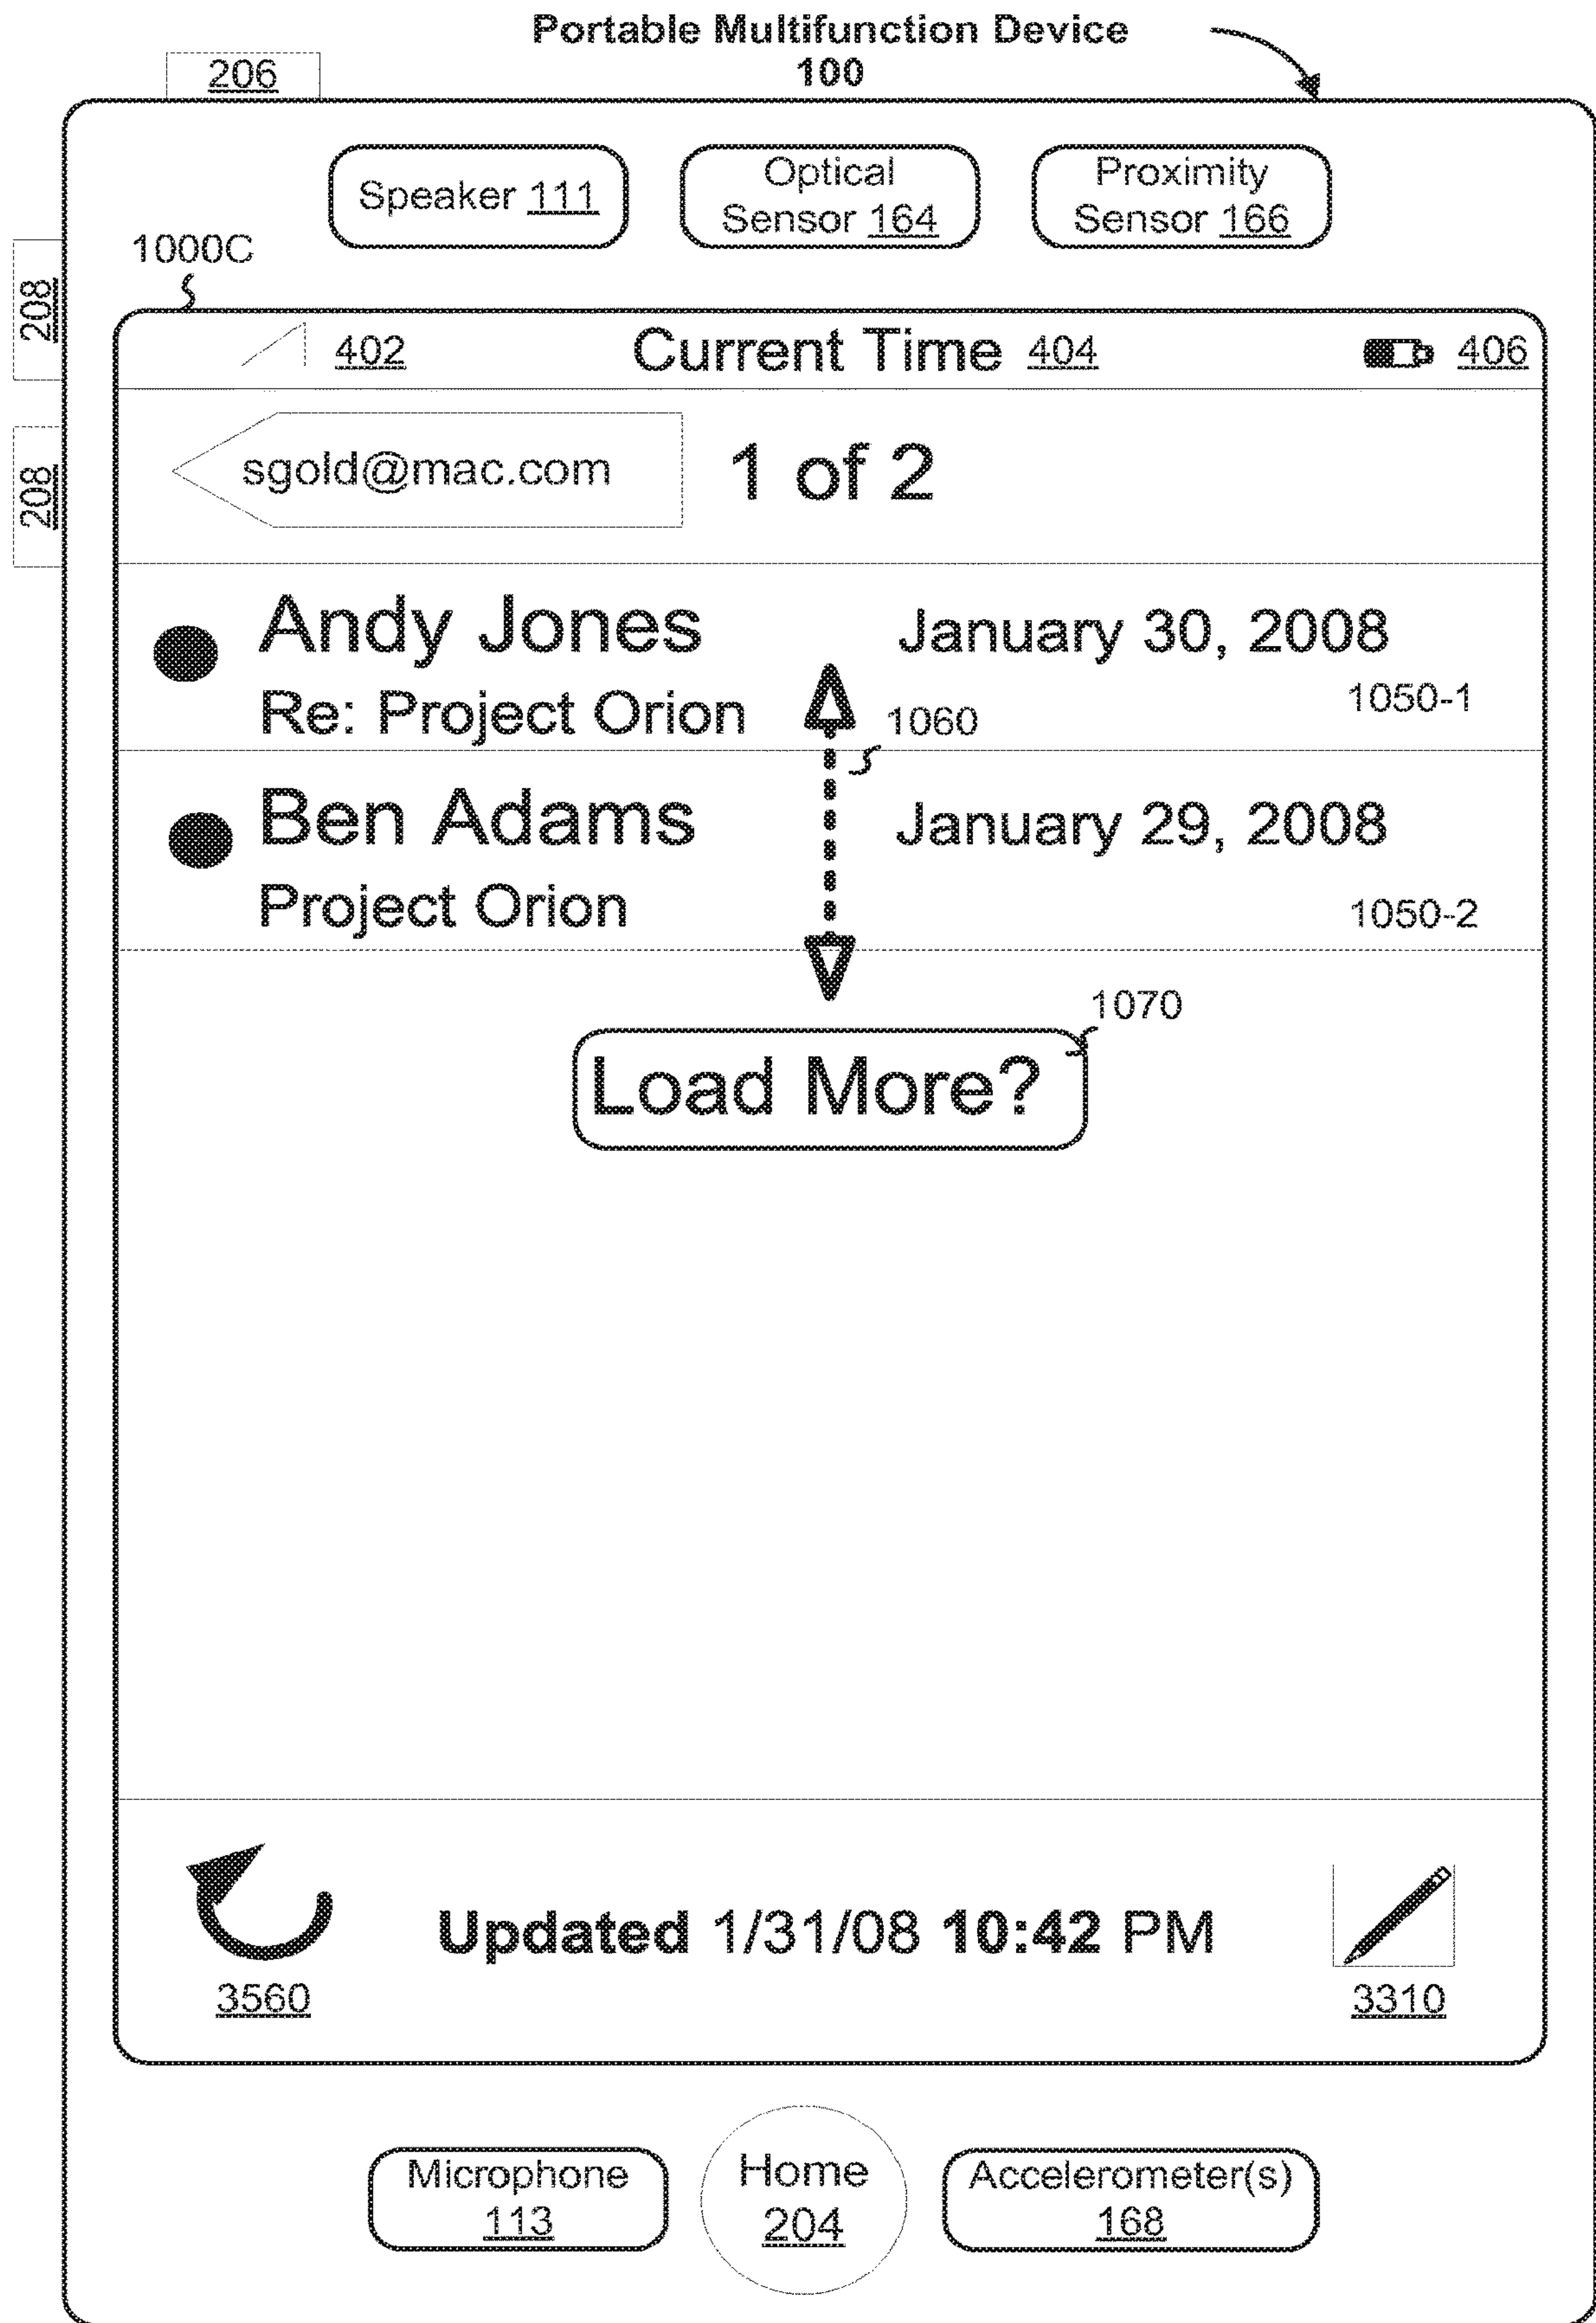 Portable Multifunction Device
100
206
Speaker 111
Optical
Sensor 164
Proximity
Sensor 166
1000C
208
208
402
Current Time 404
406
sgold@mac.com
1 of 2
Andy Jones
January 30, 2008
Re: Project Orion
1050-1
1060
Ben Adams
January 29, 2008
Project Orion
1050-2
1070
Load More?
Updated 1/31/08 10:42 PM
3560
3310
Microphone
113
Home
204
Accelerometer(s)
168